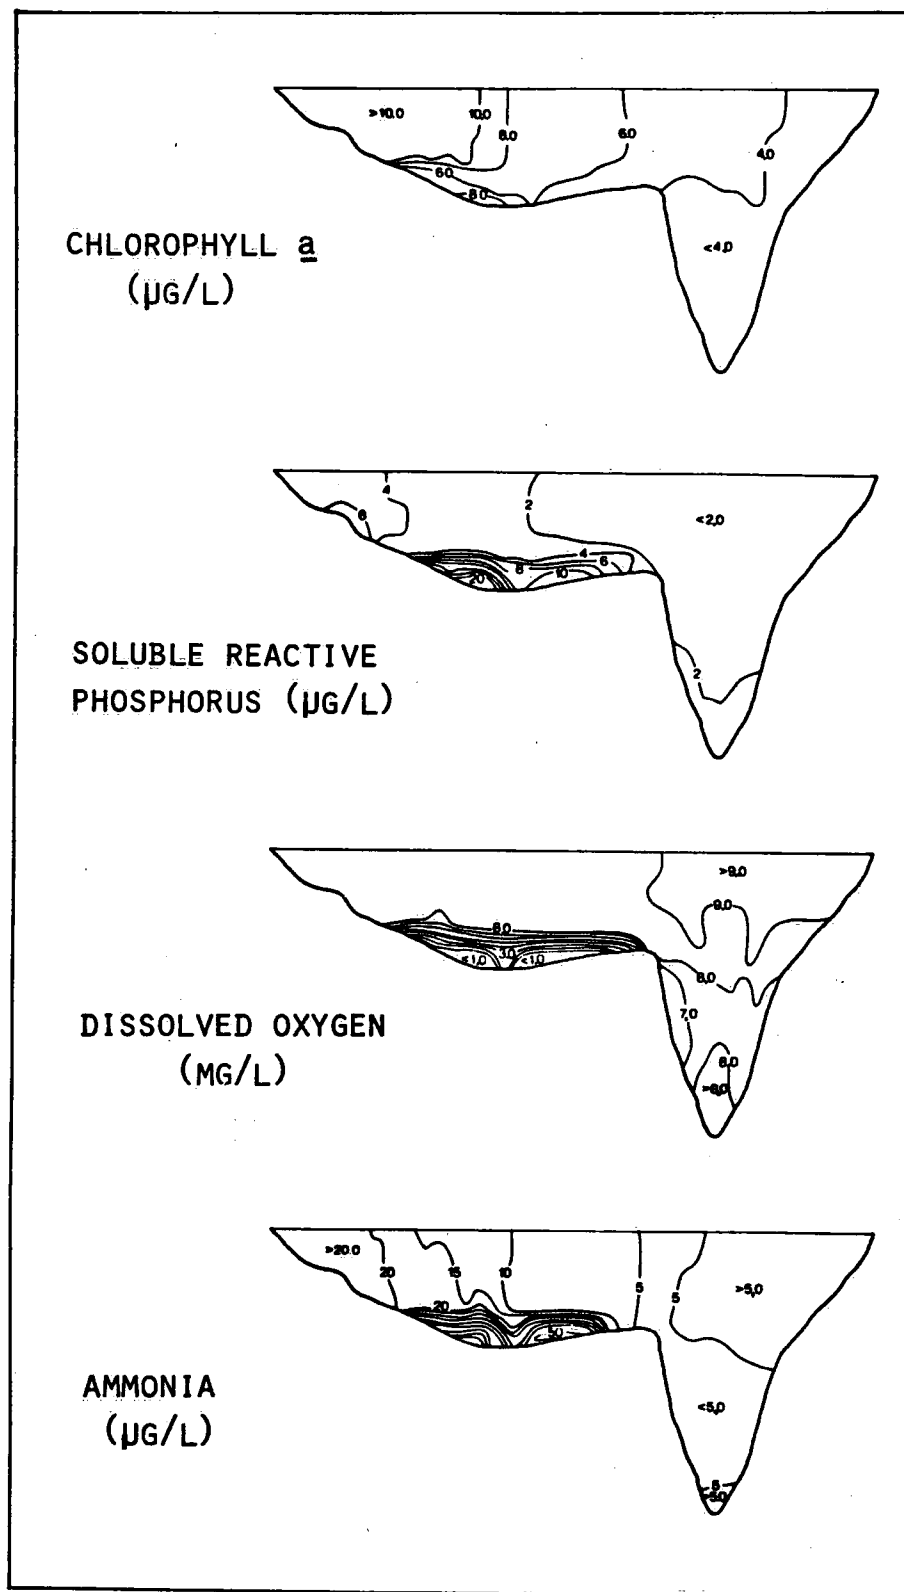 >10.0 10.0 8.0 6.0 4.0
6.0
8.0
<4.0
CHLOROPHYLL a
(µG/L)
4
6 2 <2.0
4
8 6
20 10
2
SOLUBLE REACTIVE
PHOSPHORUS (µG/L)
>9.0
9.0
8.0
3.0
≤1.0 <1.0
8.0
7.0
8.0
>8.0
DISSOLVED OXYGEN
(MG/L)
>20.0 20 15 10 5 5 >5.0
20
50
<5.0
5
>5.0
AMMONIA
(µG/L)